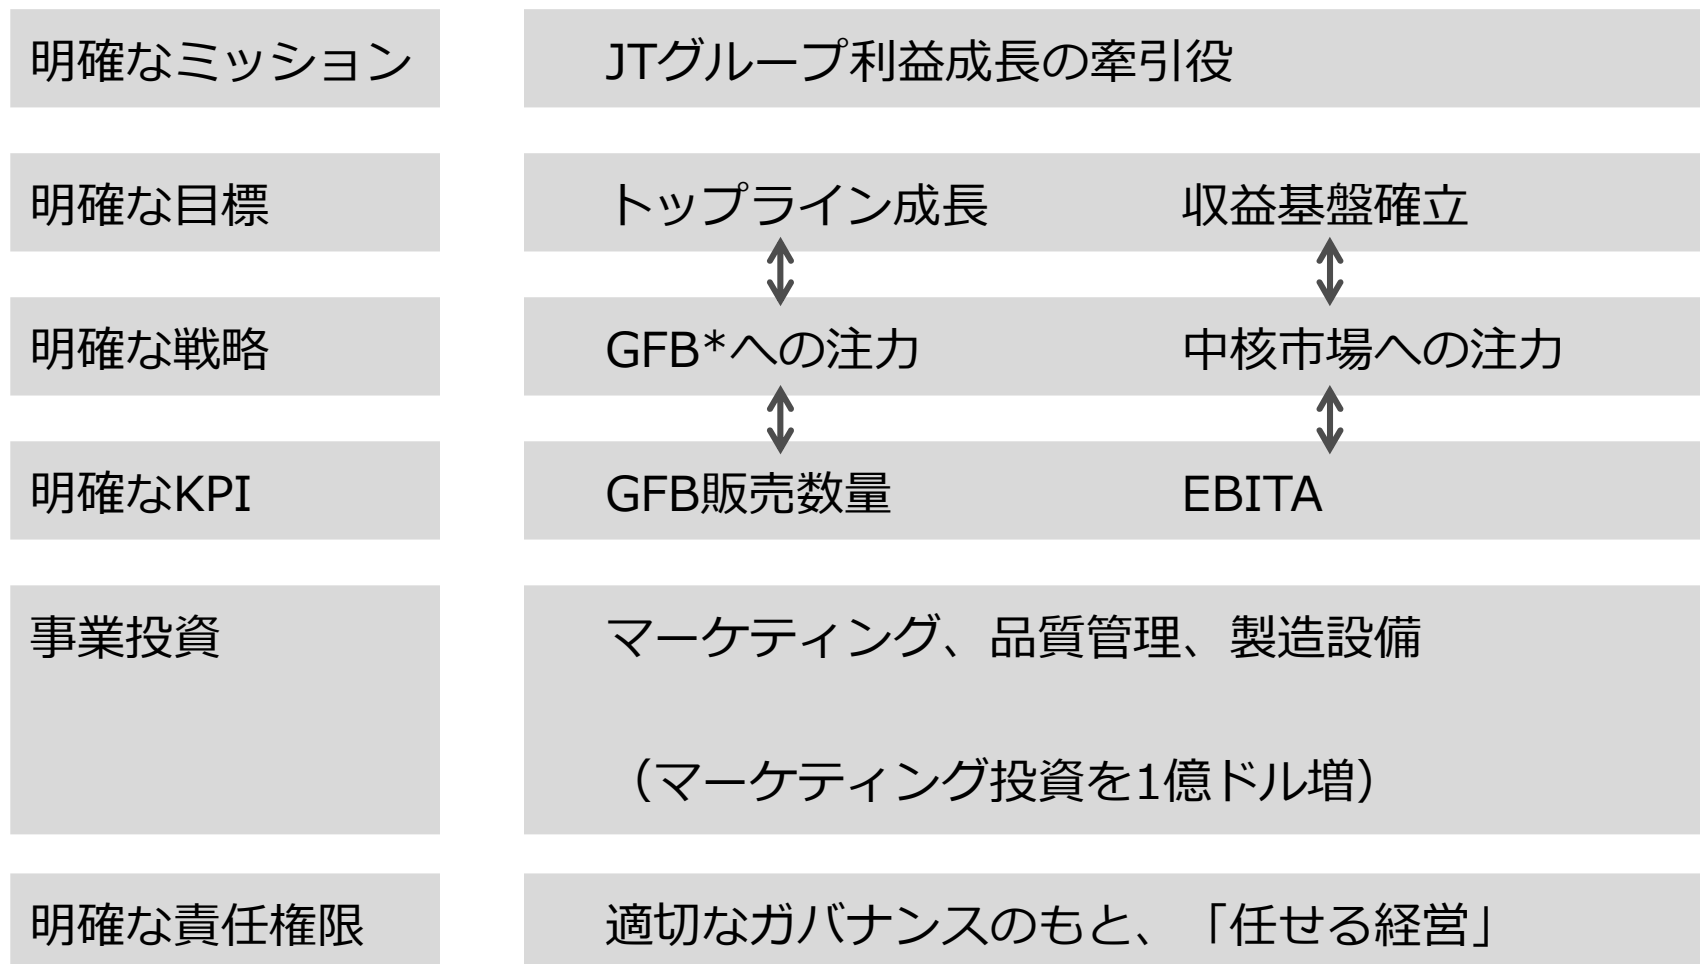 明確なミッション
JTグループ利益成長の牽引役
明確な目標
トップライン成長 収益基盤確立
明確な戦略
GFB*への注力 中核市場への注力
明確なKPI
GFB販売数量 EBITA
事業投資
マーケティング、品質管理、製造設備
（マーケティング投資を1億ドル増）
明確な責任権限
適切なガバナンスのもと、「任せる経営」